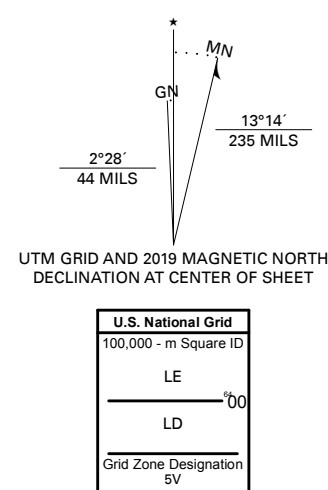 ★
MN
GN
13°14´
235 MILS
2°28´
44 MILS
UTM GRID AND 2019 MAGNETIC NORTH
DECLINATION AT CENTER OF SHEET
U.S. National Grid
100,000 - m Square ID
LE
6400
LD
Grid Zone Designation
5V